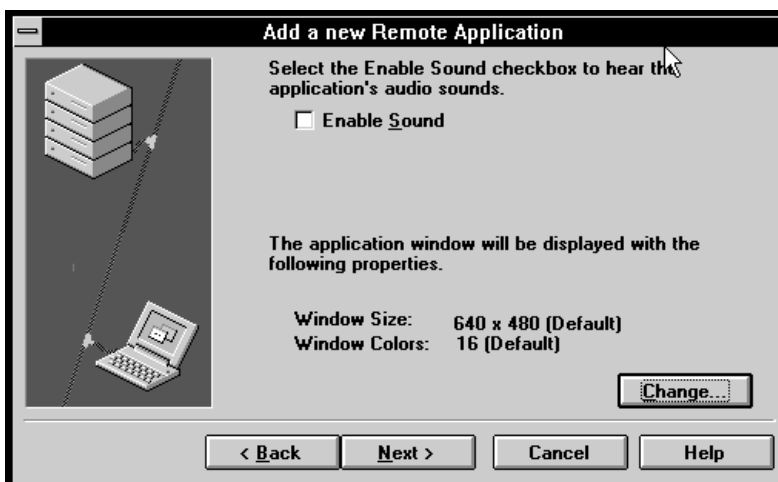 Add a new Remote Application
Select the Enable Sound checkbox to hear the
application's audio sounds.
Enable Sound
The application window will be displayed with the
following properties.
Window Size: 640 x 480 (Default)
Window Colors: 16 (Default)
Change...
< Back Next > Cancel Help